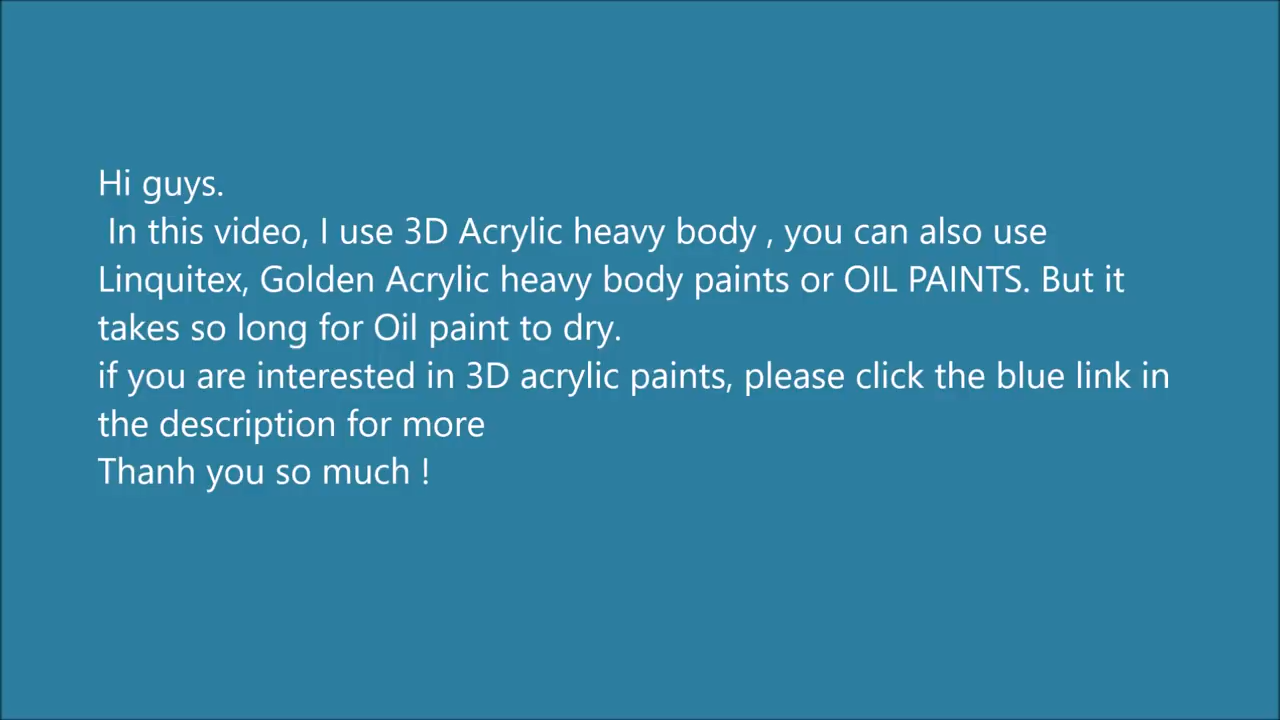 Hi guys.
In this video, I use 3D Acrylic heavy body , you can also use
Linquitex, Golden Acrylic heavy body paints or OIL PAINTS. But it
takes so long for Oil paint to dry.
if you are interested in 3D acrylic paints, please click the blue link in
the description for more
Thanh you so much !